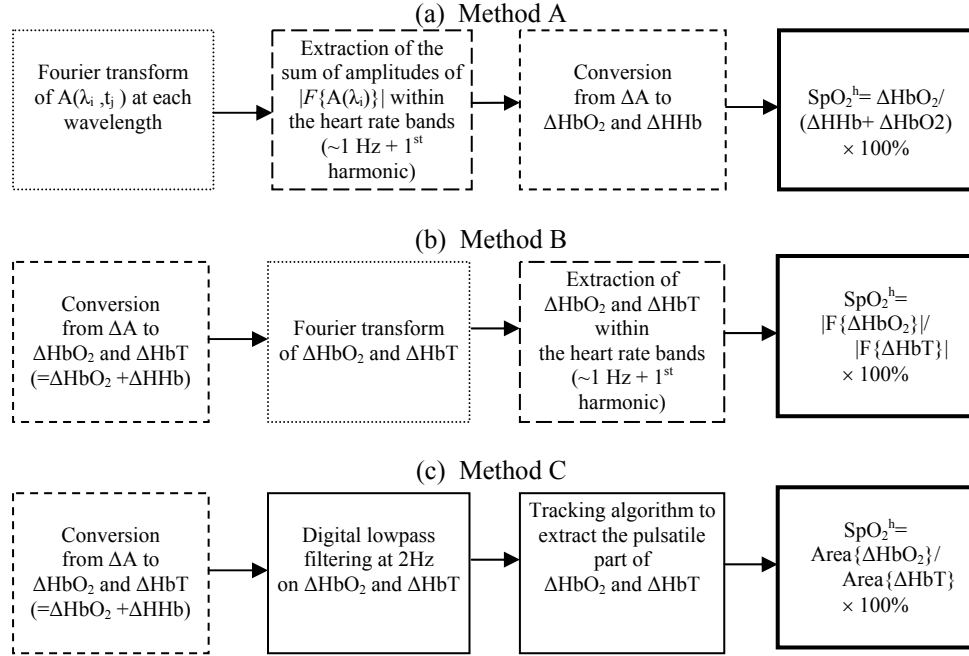 (a) Method A
Fourier transform
of A(λᵢ ,tⱼ ) at each
wavelength
Extraction of the
sum of amplitudes of
|F{A(λᵢ)}| within
the heart rate bands
(~1 Hz + 1ˢᵗ
harmonic)
Conversion
from ΔA to
ΔHbO₂ and ΔHHb
SpO₂ʰ= ΔHbO₂/
(ΔHHb+ ΔHbO2)
× 100%
(b) Method B
Conversion
from ΔA to
ΔHbO₂ and ΔHbT
(=ΔHbO₂ +ΔHHb)
Fourier transform
of ΔHbO₂ and ΔHbT
Extraction of
ΔHbO₂ and ΔHbT
within
the heart rate bands
(~1 Hz + 1ˢᵗ
harmonic)
SpO₂ʰ=
|F{ΔHbO₂}|/
|F{ΔHbT}|
× 100%
(c) Method C
Conversion
from ΔA to
ΔHbO₂ and ΔHbT
(=ΔHbO₂ +ΔHHb)
Digital lowpass
filtering at 2Hz
on ΔHbO₂ and ΔHbT
Tracking algorithm to
extract the pulsatile
part of
ΔHbO₂ and ΔHbT
SpO₂ʰ=
Area{ΔHbO₂}/
Area{ΔHbT}
× 100%